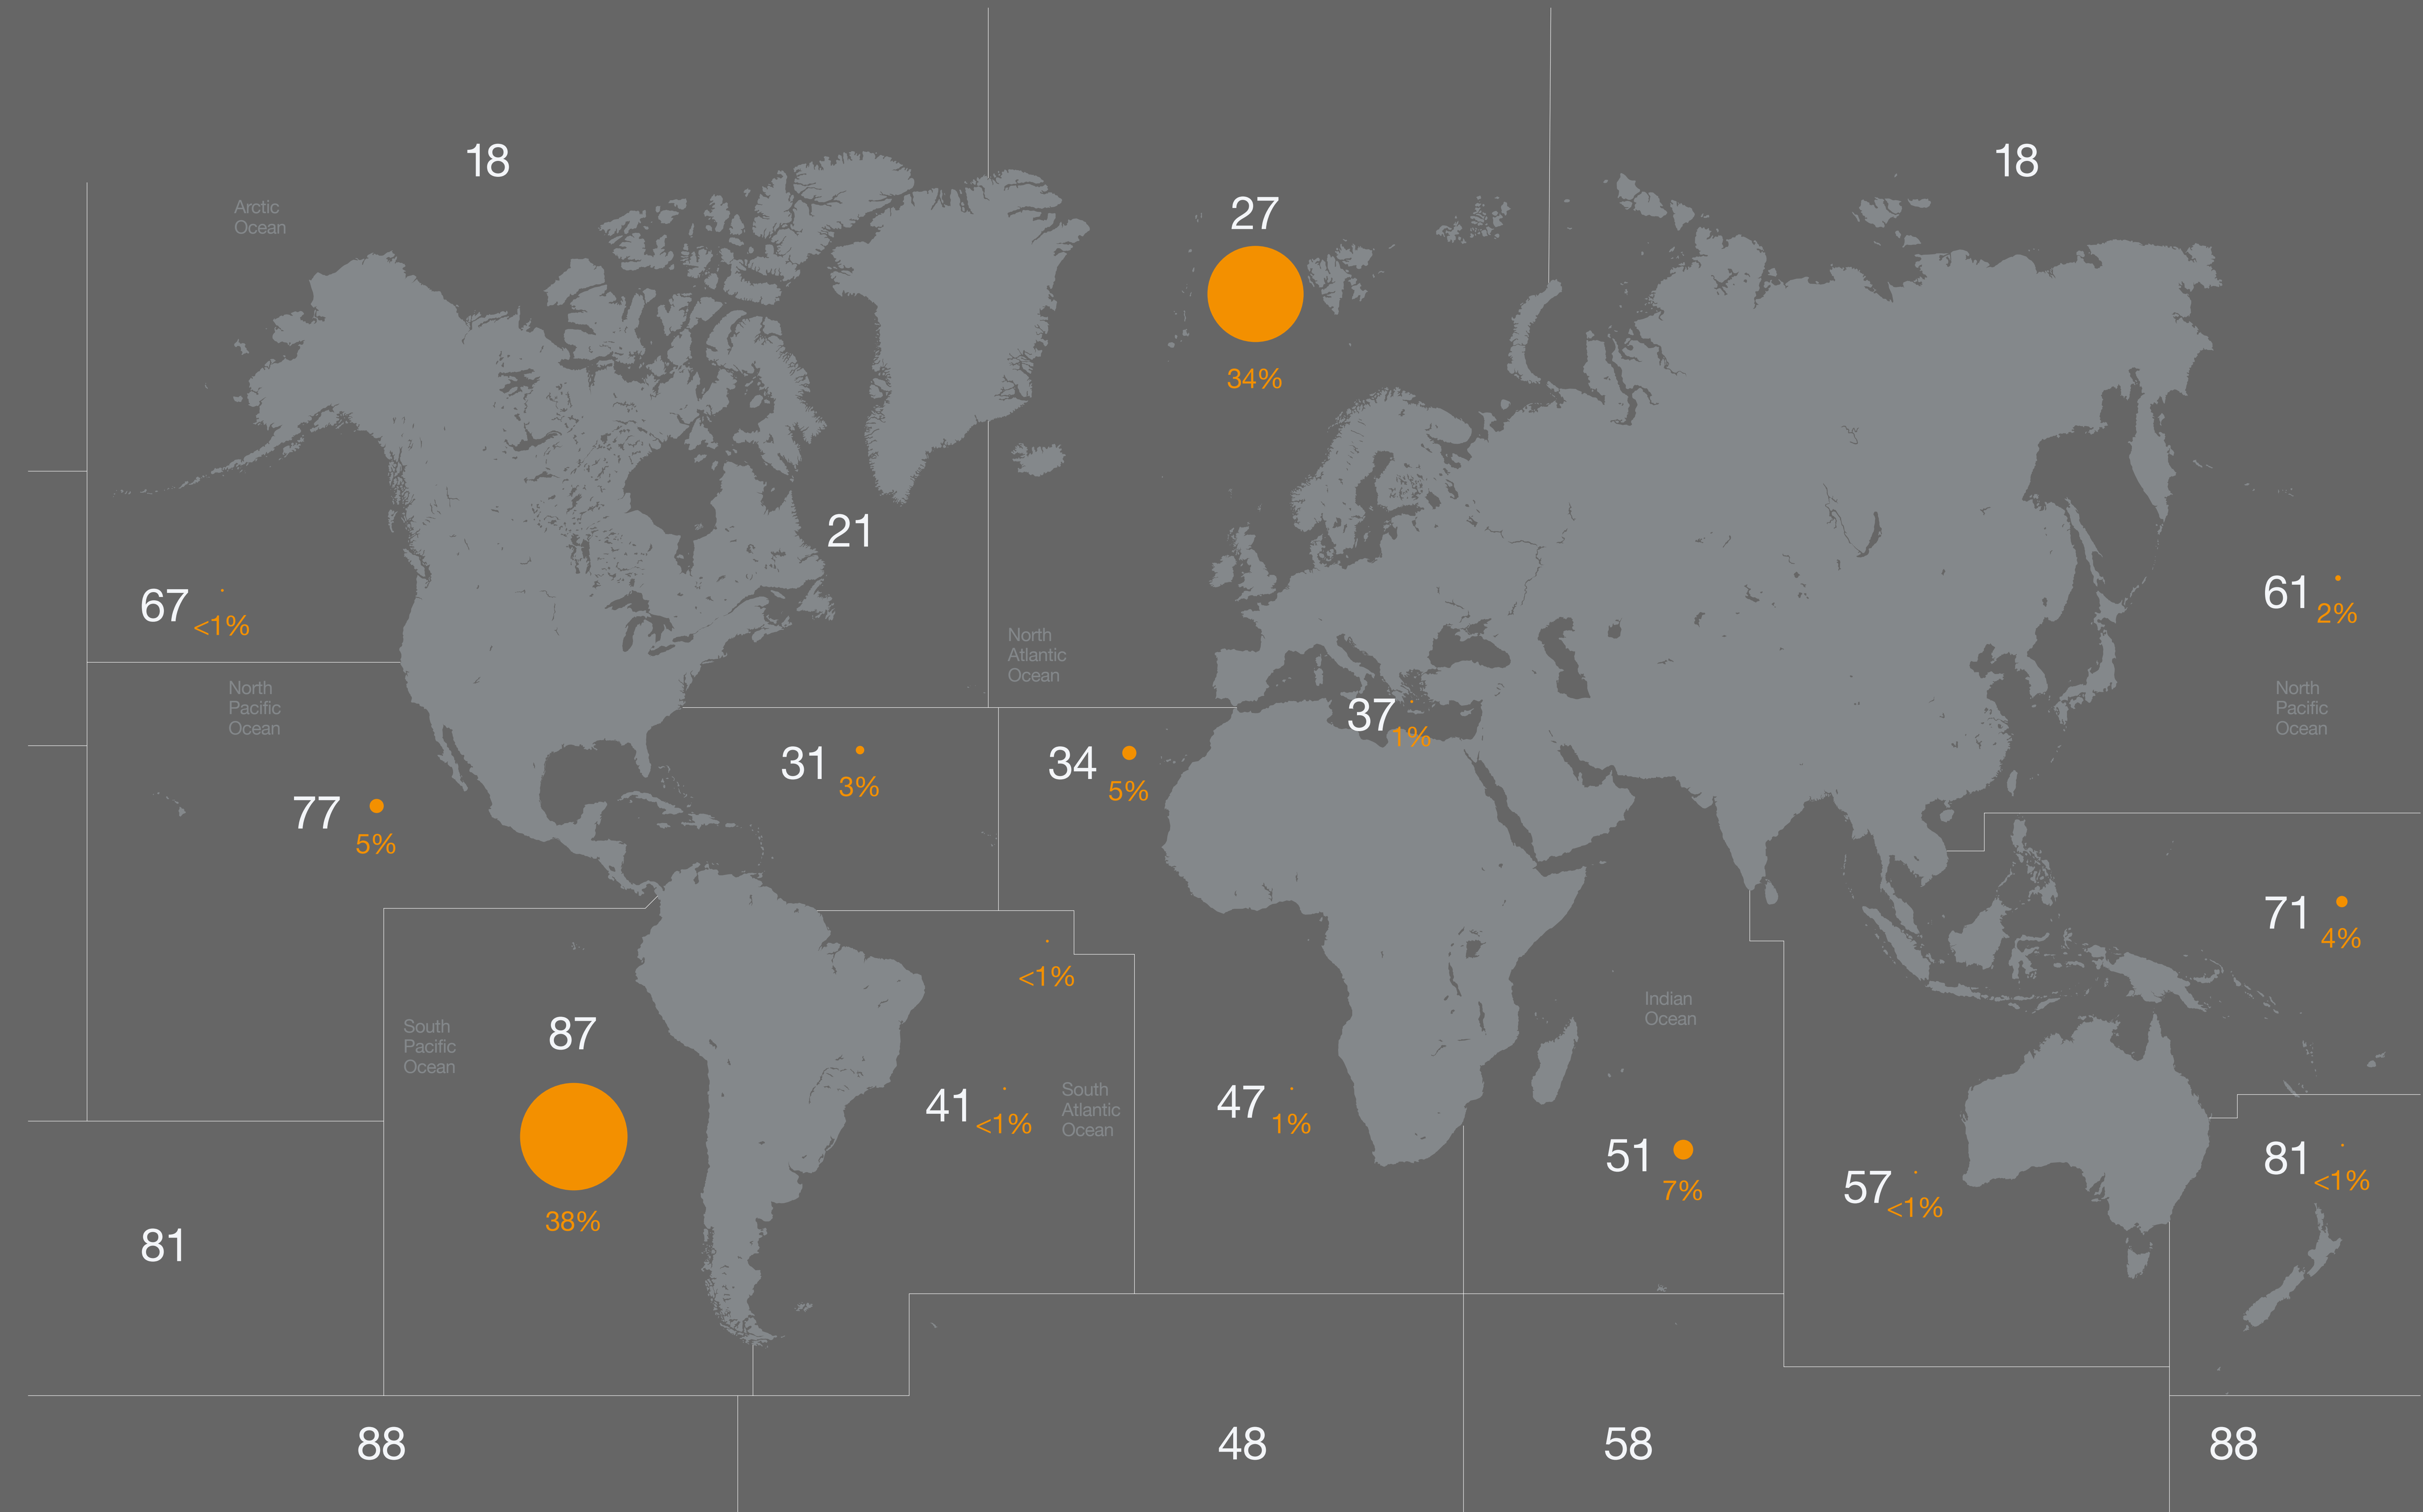 18
18
Arctic
Ocean
27
34%
21
67
<1%
61
2%
North
Atlantic
Ocean
North
Pacific
Ocean
North
Pacific
Ocean
37
1%
31
3%
34
5%
77
5%
71
4%
<1%
Indian
Ocean
South
Pacific
Ocean
87
38%
41
<1%
South
Atlantic
Ocean
47
1%
51
7%
57
<1%
81
<1%
81
88
48
58
88